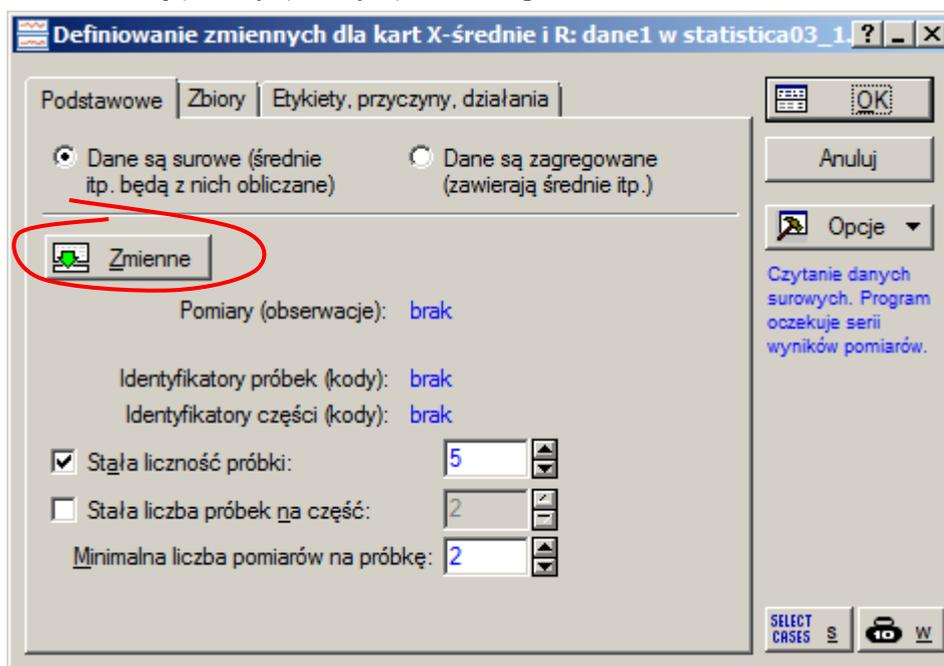 Definiowanie zmiennych dla kart X-średnie i R: dane1 w statistica03_1.
Podstawowe
Zbiory
Etykiety, przyczyny, działania
OK
Dane są surowe (średnie
itp. będą z nich obliczane)
Dane są zagregowane
(zawierają średnie itp.)
Anuluj
Opcje
Zmienne
Czytanie danych
surowych. Program
oczekuje serii
wyników pomiarów.
Pomiary (obserwacje): brak
Identyfikatory próbek (kody): brak
Identyfikatory części (kody): brak
Stała liczność próbki: 5
Stała liczba próbek na część: 2
Minimalna liczba pomiarów na próbkę: 2
SELECT
CASES S
W